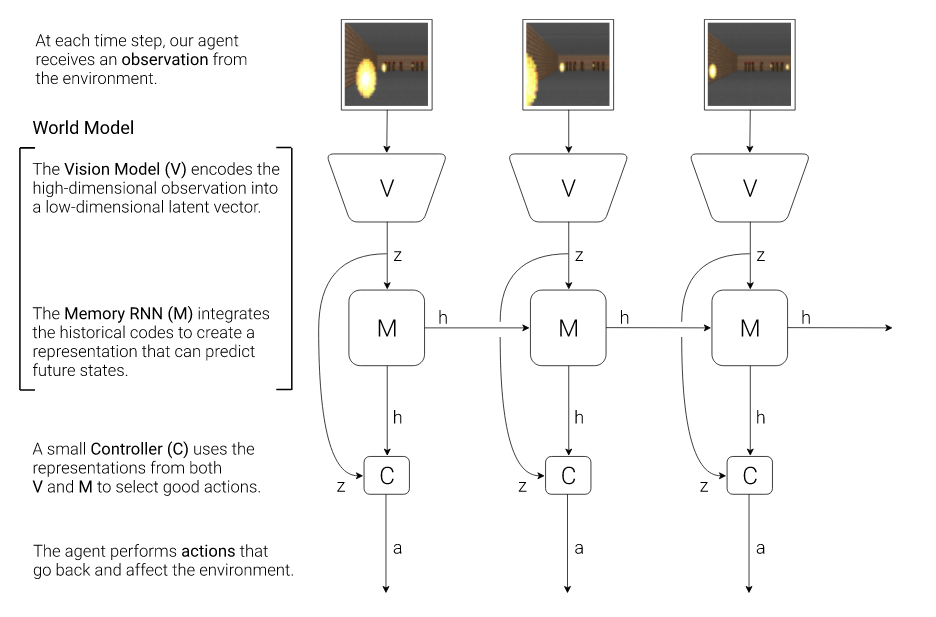 At each time step, our agent
receives an observation from
the environment.
World Model
The Vision Model (V) encodes the
high-dimensional observation into
a low-dimensional latent vector.
V
V
V
z
z
z
The Memory RNN (M) integrates
the historical codes to create a
representation that can predict
future states.
M
h
M
h
M
h
h
h
h
A small Controller (C) uses the
representations from both
V and M to select good actions.
z
C
z
C
z
C
The agent performs actions that
go back and affect the environment.
a
a
a